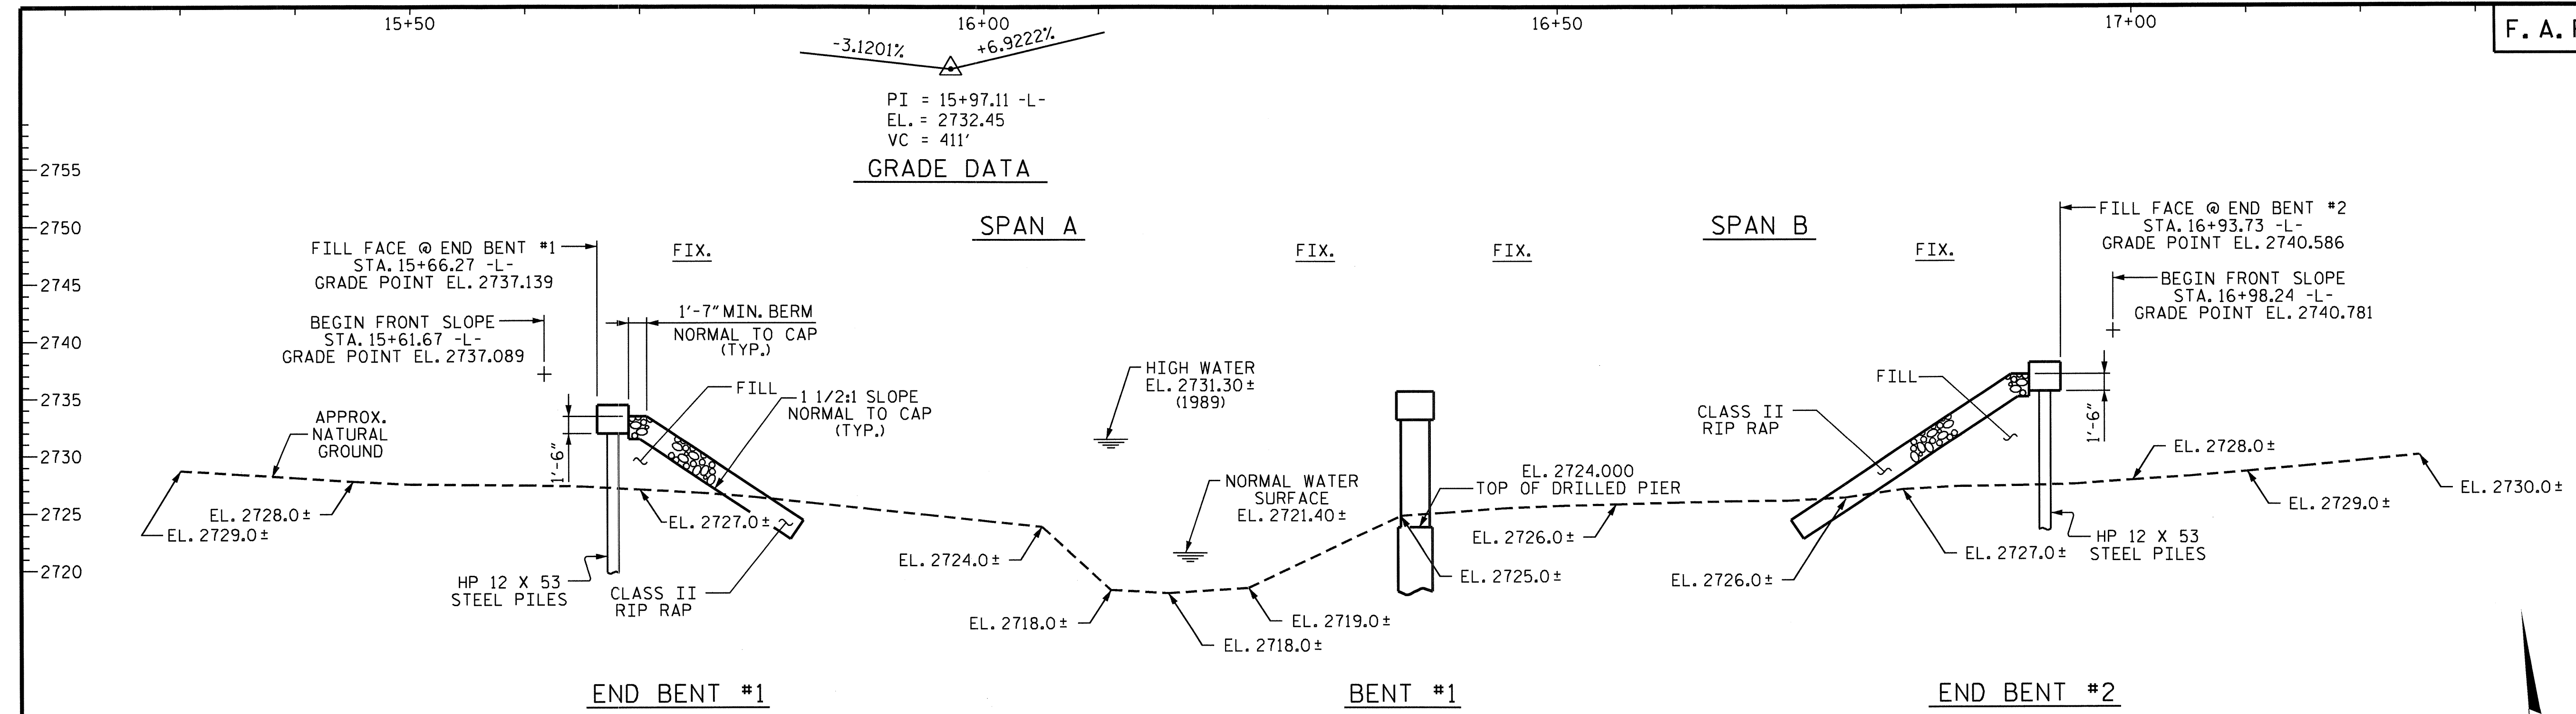 15+50
16+00
16+50
17+00
F. A. P
-3.1201%
+6.9222%
PI = 15+97.11 -L-
EL. = 2732.45
VC = 411'
GRADE DATA
2755
2750
2745
2740
2735
2730
2725
2720
SPAN A
SPAN B
FILL FACE @ END BENT #1
STA. 15+66.27 -L-
GRADE POINT EL. 2737.139
FIX.
FIX.
FIX.
FIX.
FILL FACE @ END BENT #2
STA. 16+93.73 -L-
GRADE POINT EL. 2740.586
BEGIN FRONT SLOPE
STA. 16+98.24 -L-
GRADE POINT EL. 2740.781
BEGIN FRONT SLOPE
STA. 15+61.67 -L-
GRADE POINT EL. 2737.089
1'-7" MIN. BERM
NORMAL TO CAP
(TYP.)
FILL
1 1/2:1 SLOPE
NORMAL TO CAP
(TYP.)
HIGH WATER
EL. 2731.30±
(1989)
FILL
CLASS II
RIP RAP
1'-6"
APPROX.
NATURAL
GROUND
1'-6"
EL. 2728.0±
EL. 2729.0±
EL. 2727.0±
NORMAL WATER
SURFACE
EL. 2721.40±
EL. 2724.000
TOP OF DRILLED PIER
EL. 2728.0±
EL. 2729.0±
EL. 2730.0±
EL. 2724.0±
EL. 2726.0±
EL. 2725.0±
EL. 2727.0±
EL. 2726.0±
HP 12 X 53
STEEL PILES
HP 12 X 53
STEEL PILES
CLASS II
RIP RAP
EL. 2718.0±
EL. 2719.0±
EL. 2718.0±
END BENT #1
BENT #1
END BENT #2